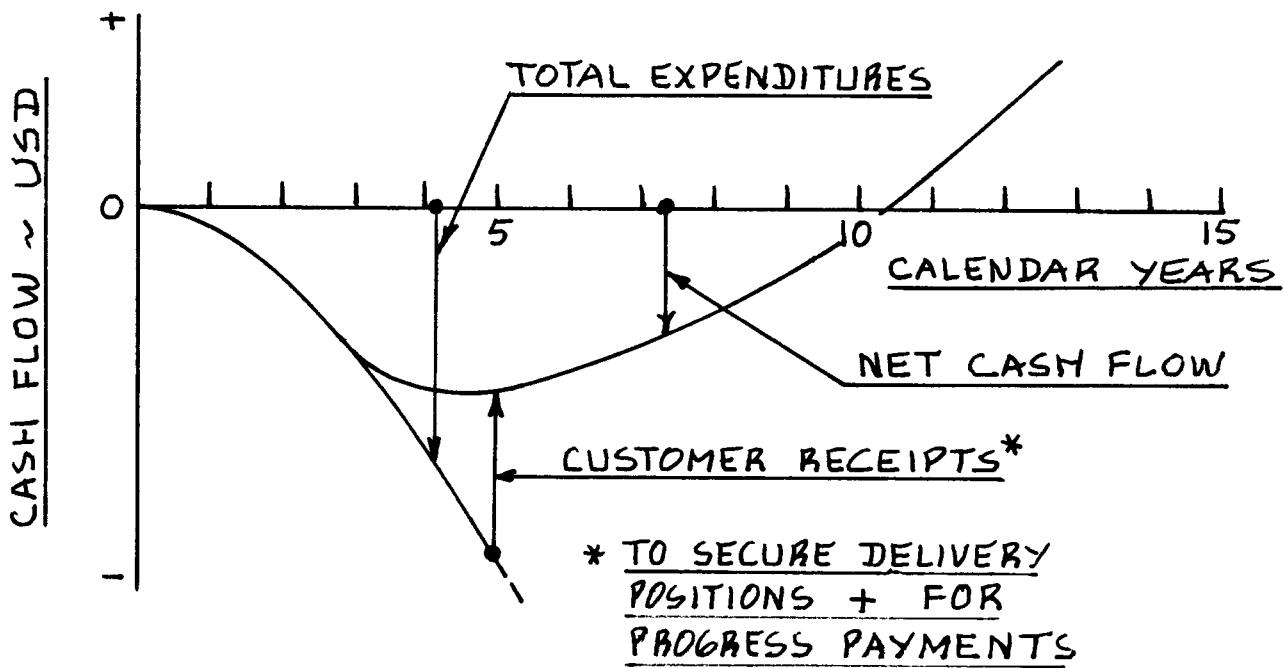 +
TOTAL EXPENDITURES
CASH FLOW ~ USD
0
5
10
15
CALENDAR YEARS
NET CASH FLOW
CUSTOMER RECEIPTS*
* TO SECURE DELIVERY
POSITIONS + FOR
PROGRESS PAYMENTS
-